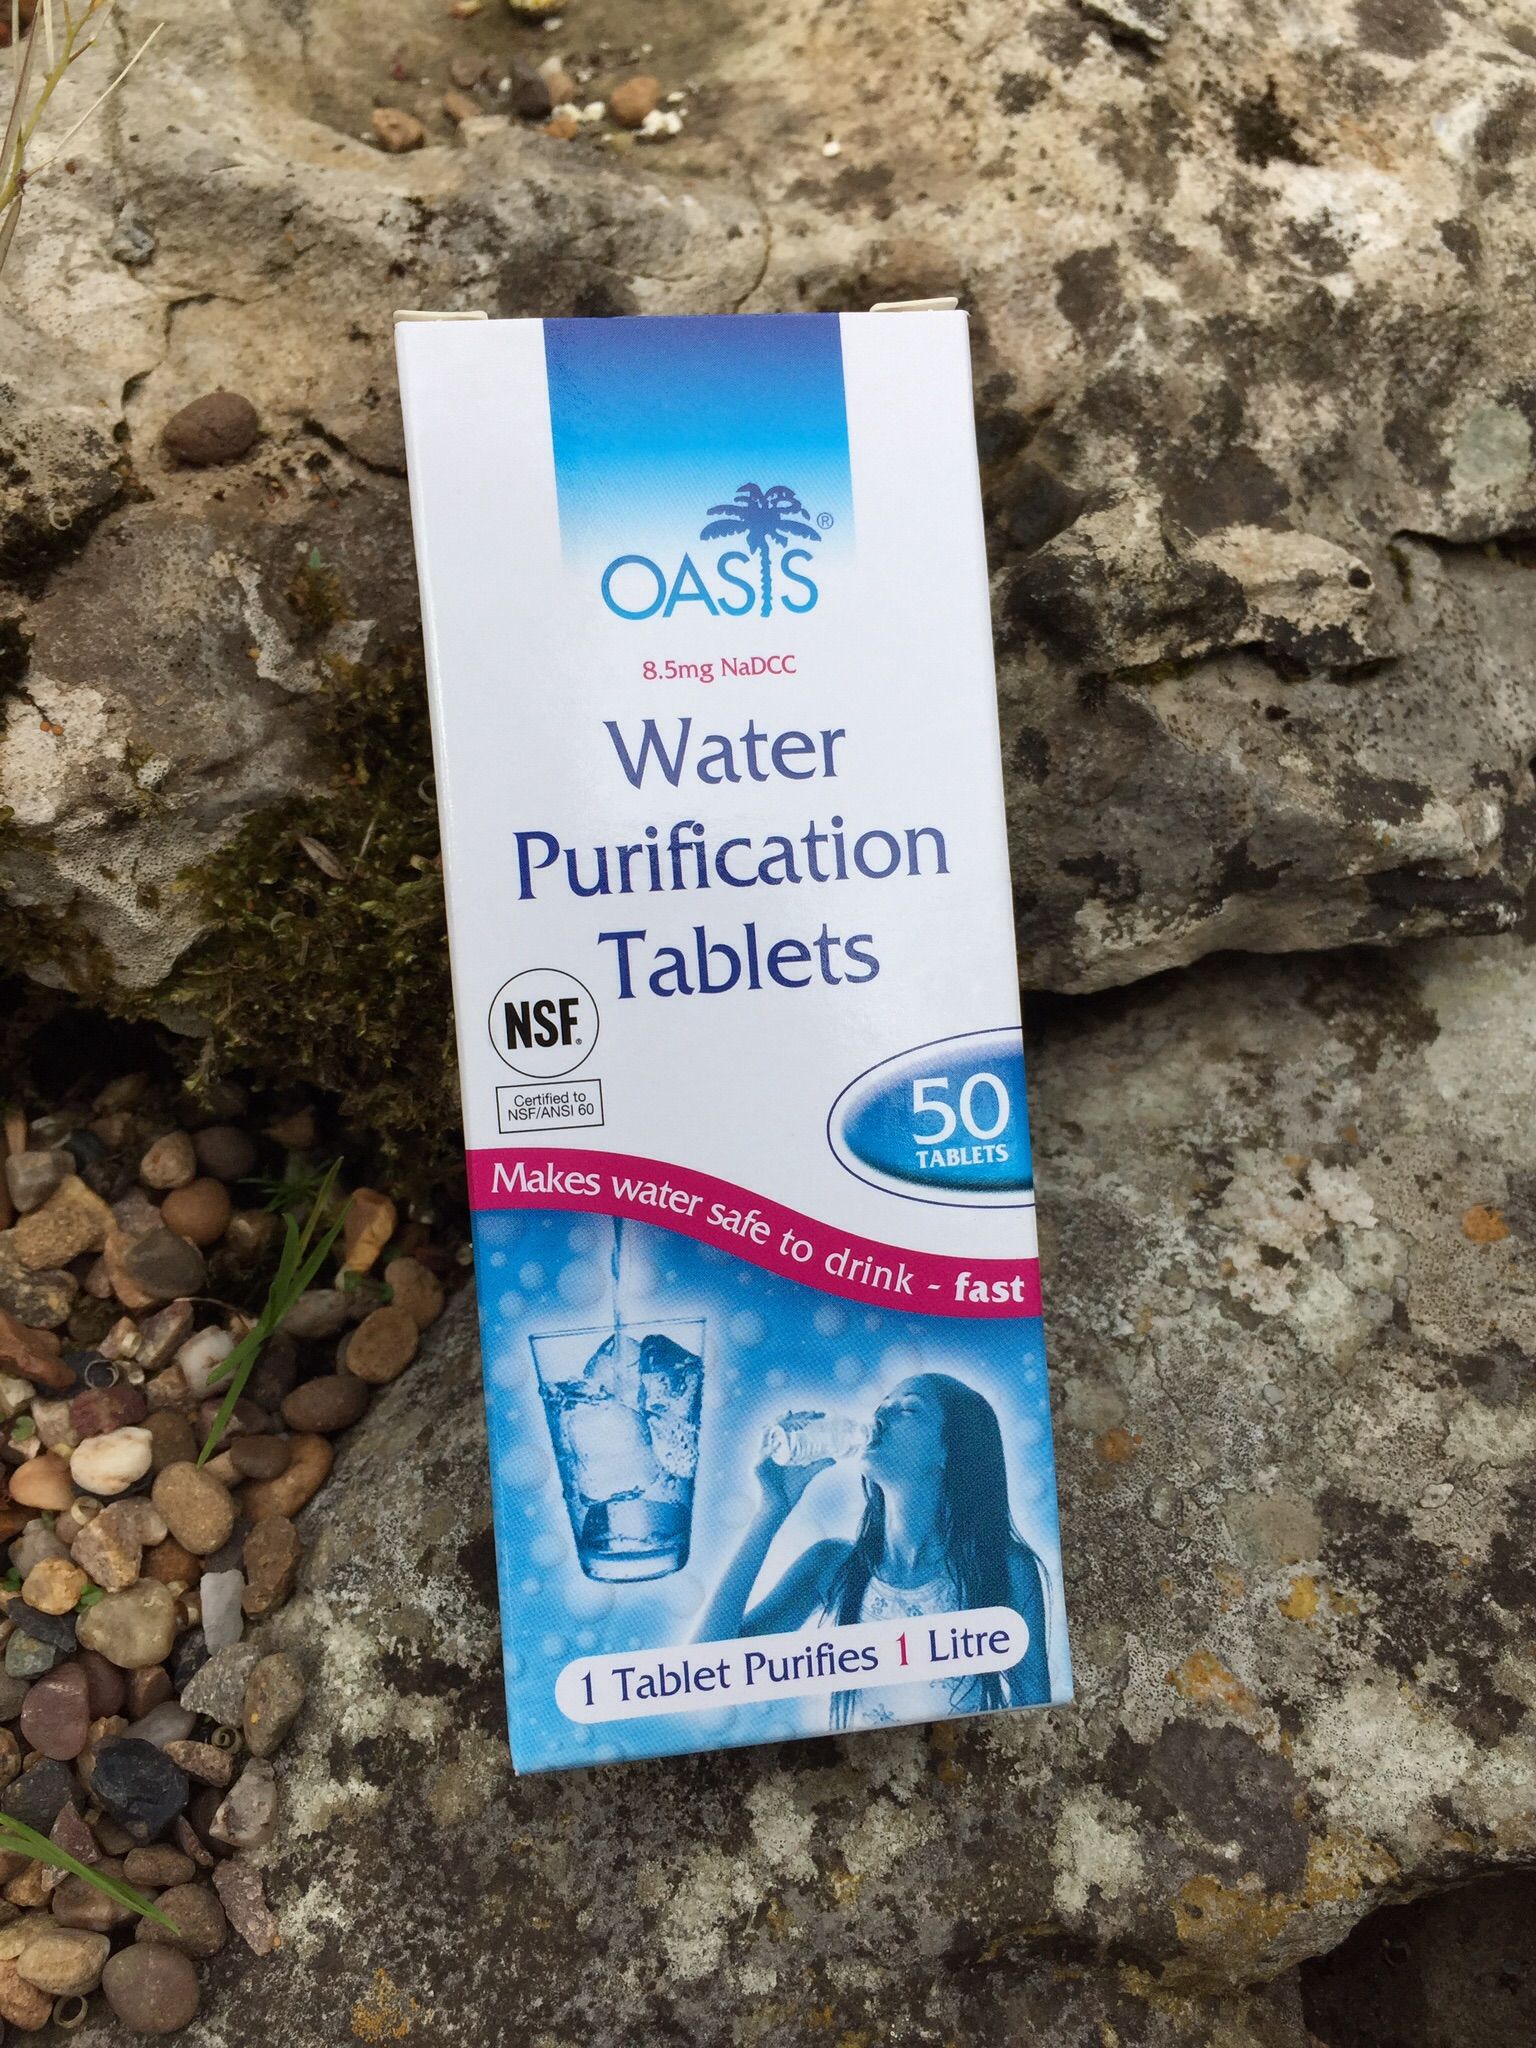 OASIS®
8.5mg NaDCC
Water
Purification
Tablets
NSF®
Certified to
NSF/ANSI 60
50
TABLETS
Makes water safe to drink - fast
1 Tablet Purifies 1 Litre